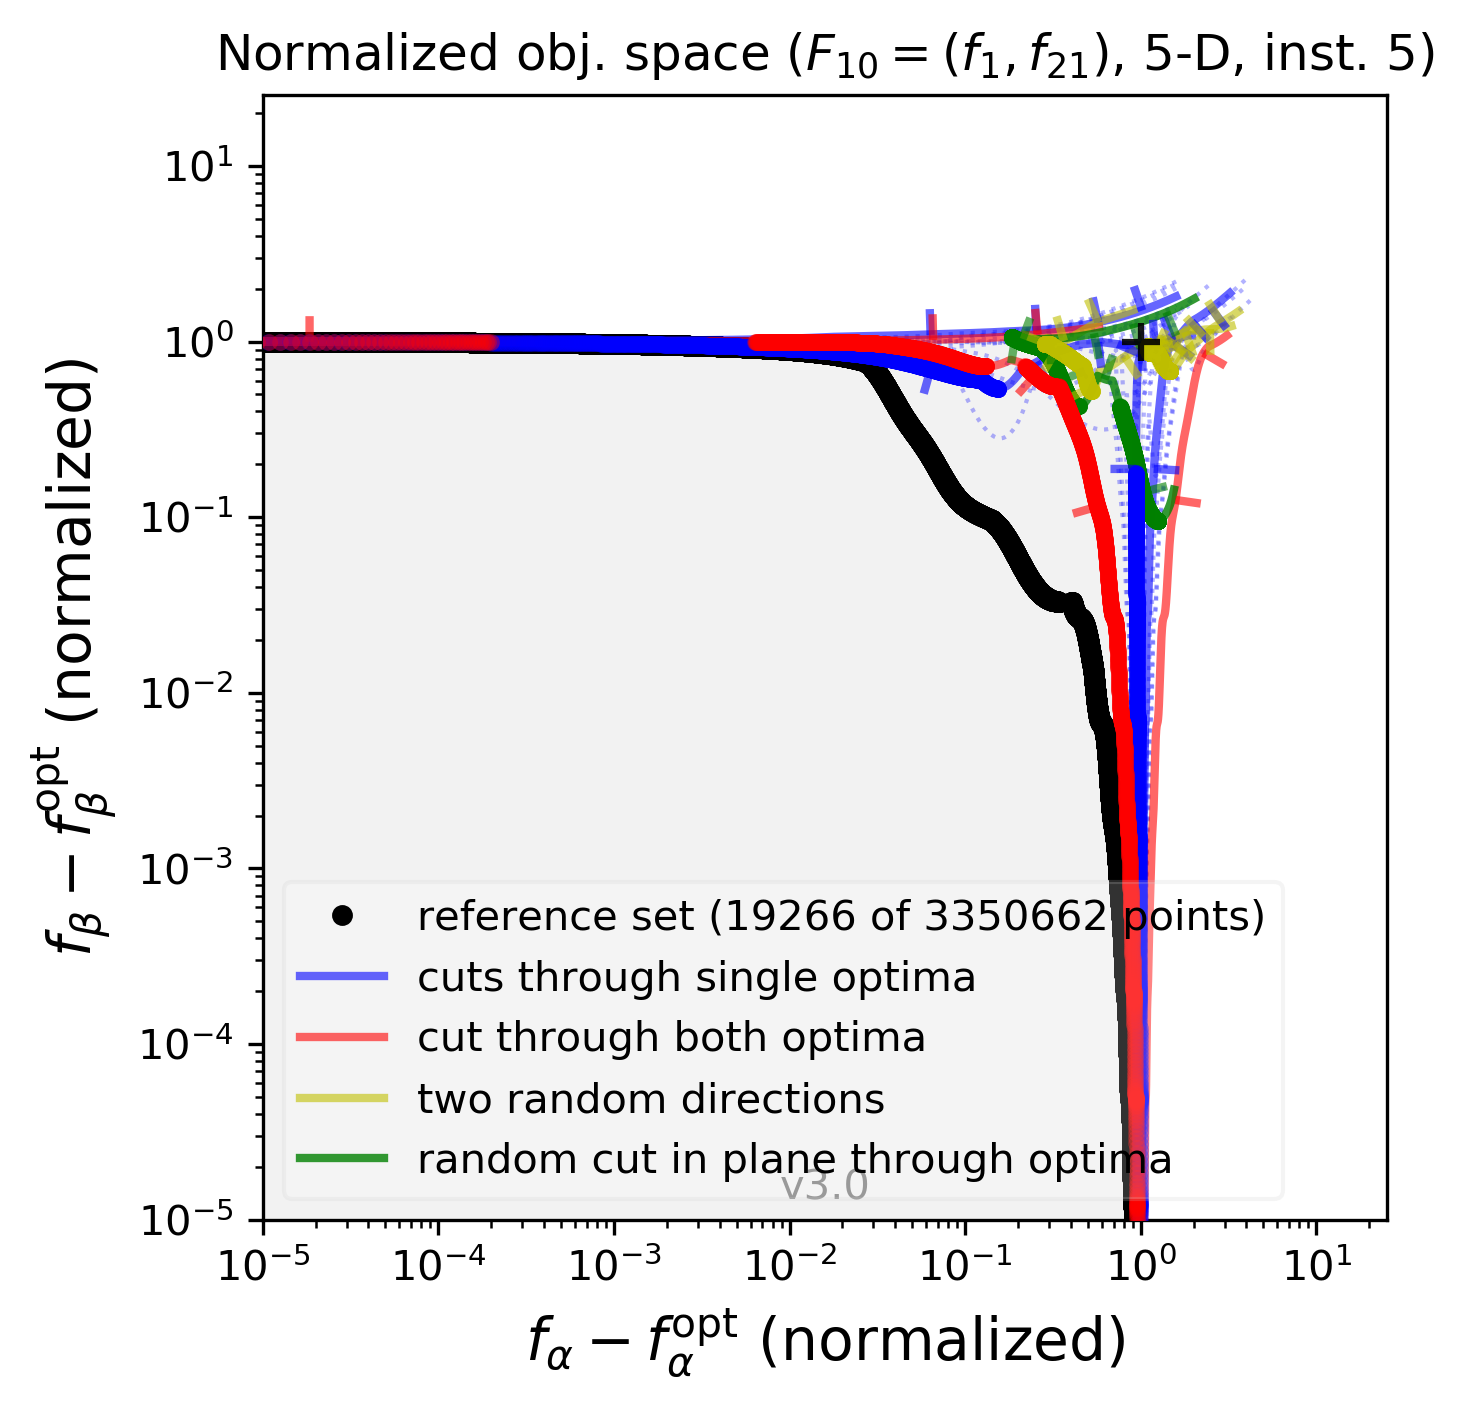 Normalized obj. space (F₁₀ = (f₁, f₂₁), 5-D, inst. 5)
10¹
10⁰
10⁻¹
10⁻²
10⁻³
10⁻⁴
10⁻⁵
f_β − f_β^opt (normalized)
reference set (19266 of 3350662 points)
cuts through single optima
cut through both optima
two random directions
random cut in plane through optima
v3.0
10⁻⁵ 10⁻⁴ 10⁻³ 10⁻² 10⁻¹ 10⁰ 10¹
f_α − f_α^opt (normalized)